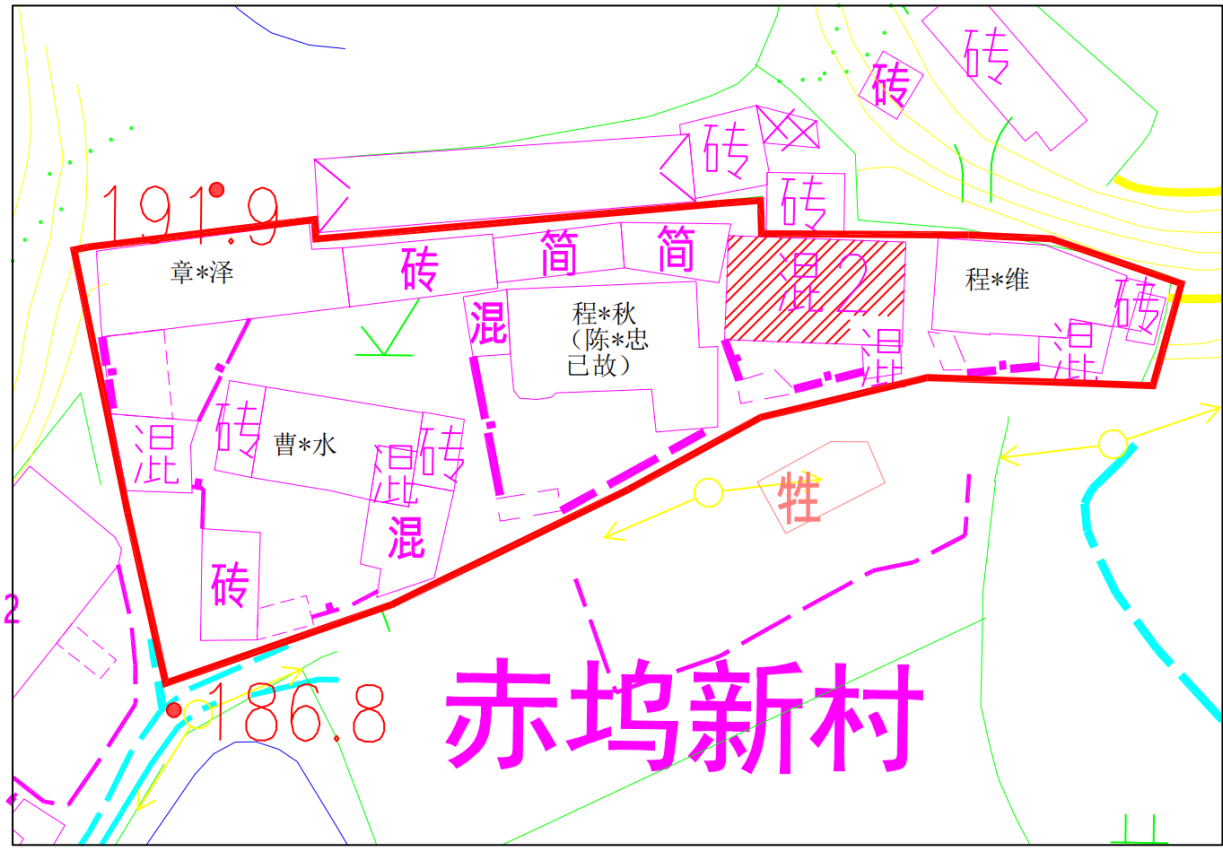 砖
砖
砖
砖
191.9
简
简
砖
混2
章*泽
程*维
砖
混
程*秋
（陈*忠
已故）
混
混
砖
曹*水
砖
混
混
牲
混
砖
2
186.8
赤坞新村